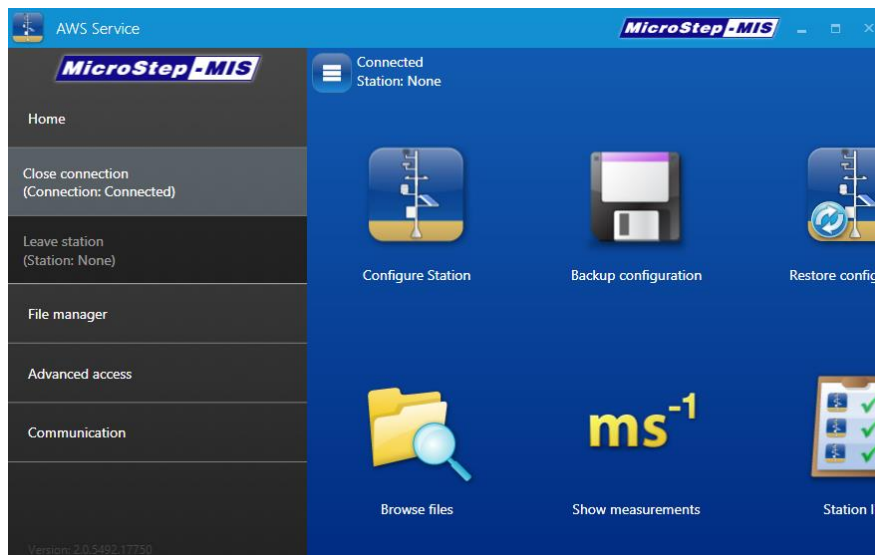 AWS Service
MicroStep-MIS
MicroStep-MIS
Connected
Station: None
Home
Close connection
(Connection: Connected)
Leave station
(Station: None)
File manager
Advanced access
Communication
Version: 2.0.5492.17750
Configure Station
Backup configuration
Restore config
ms-1
Browse files
Show measurements
Station